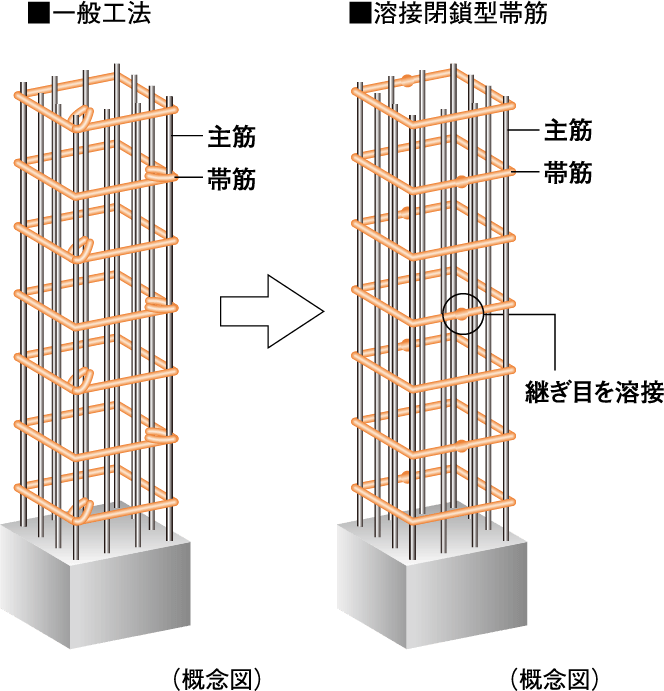 ■一般工法
■溶接閉鎖型帯筋
主筋
帯筋
主筋
帯筋
継ぎ目を溶接
（概念図）
（概念図）